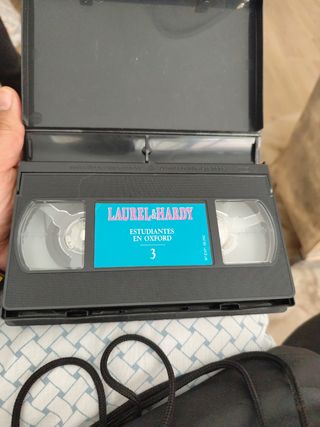 LAUREL & HARDY
ESTUDIANTES
EN OXFORD
3